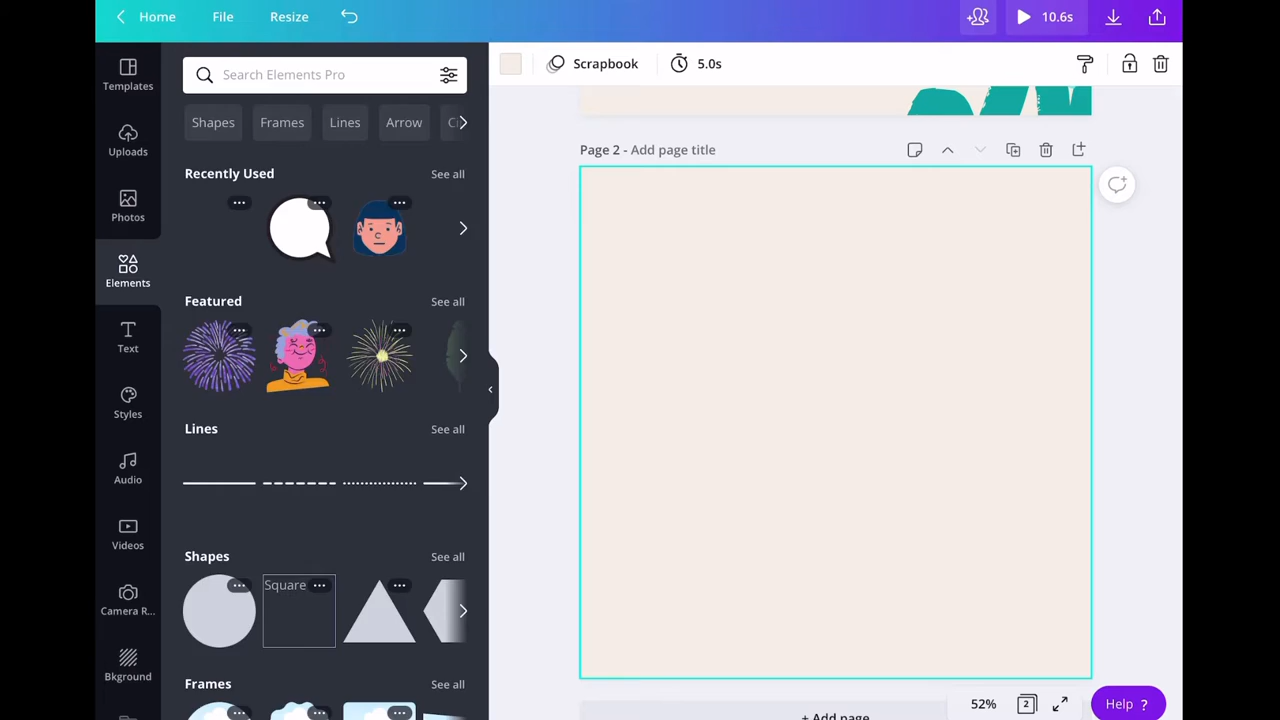 Home File Resize 10.6s
Templates
Uploads
Photos
Elements
Text
Styles
Audio
Videos
Camera R...
Bkground
Search Elements Pro
Shapes Frames Lines Arrow
Recently Used See all
Featured See all
Lines See all
Shapes See all
Square
Frames See all
Scrapbook 5.0s
Page 2 - Add page title
+ Add page
52% 2 Help ?